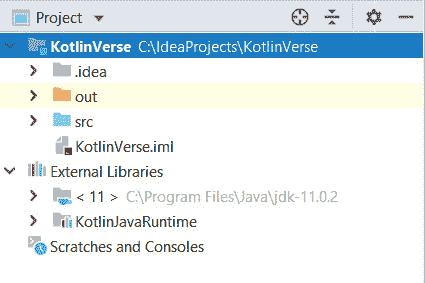 Project
KotlinVerse C:\IdeaProjects\KotlinVerse
.idea
out
src
KotlinVerse.iml
External Libraries
< 11 > C:\Program Files\Java\jdk-11.0.2
KotlinJavaRuntime
Scratches and Consoles